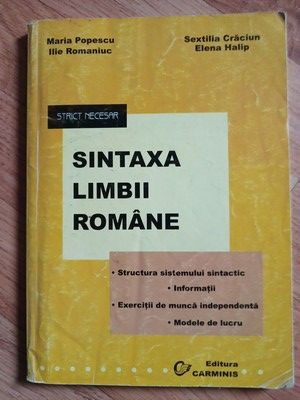 Maria Popescu
Ilie Romaniuc
Sextilia Crăciun
Elena Halip
STRICT NECESAR
SINTAXA
LIMBII
ROMÂNE
• Structura sistemului sintactic
• Informații
• Exerciții de muncă independentă
• Modele de lucru
Editura
CARMINIS